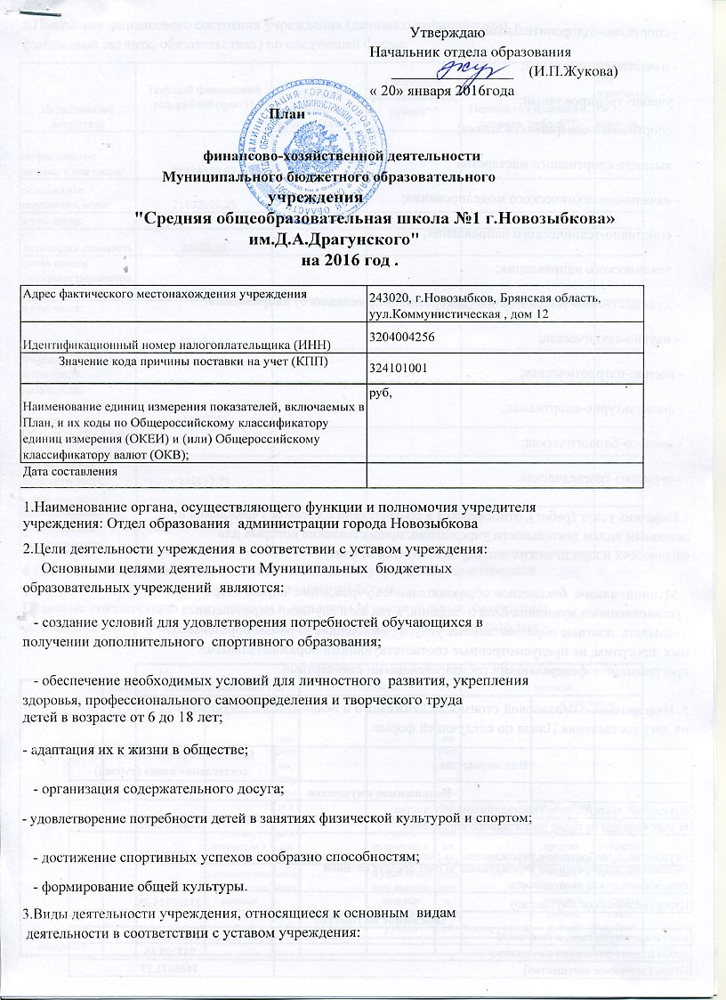 Утверждаю
Начальник отдела образования
(И.П.Жукова)
« 20» января 2016года
План
финансово-хозяйственной деятельности
Муниципального бюджетного образовательного
учреждения
"Средняя общеобразовательная школа №1 г.Новозыбкова»
им.Д.А.Драгунского"
на 2016 год .
Адрес фактического местонахождения учреждения
243020, г.Новозыбков, Брянская область,
уул.Коммунистическая , дом 12
Идентификационный номер налогоплательщика (ИНН)
3204004256
Значение кода причины поставки на учет (КПП)
324101001
Наименование единиц измерения показателей, включаемых в
План, и их коды по Общероссийскому классификатору
единиц измерения (ОКЕИ) и (или) Общероссийскому
классификатору валют (ОКВ);
руб,
Дата составления
1.Наименование органа, осуществляющего функции и полномочия учредителя
учреждения: Отдел образования администрации города Новозыбкова
2.Цели деятельности учреждения в соответствии с уставом учреждения:
Основными целями деятельности Муниципальных бюджетных
образовательных учреждений являются:
- создание условий для удовлетворения потребностей обучающихся в
получении дополнительного спортивного образования;
- обеспечение необходимых условий для личностного развития, укрепления
здоровья, профессионального самоопределения и творческого труда
детей в возрасте от 6 до 18 лет;
- адаптация их к жизни в обществе;
- организация содержательного досуга;
- удовлетворение потребности детей в занятиях физической культурой и спортом;
- достижение спортивных успехов сообразно способностям;
- формирование общей культуры.
3.Виды деятельности учреждения, относящиеся к основным видам
деятельности в соответствии с уставом учреждения: